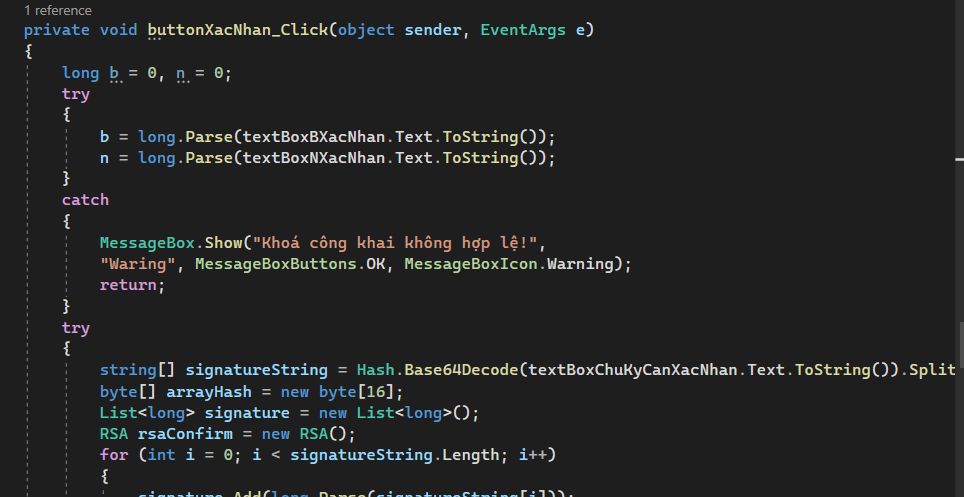 1 reference
private void buttonXacNhan_Click(object sender, EventArgs e)
{
long b = 0, n = 0;
try
{
b = long.Parse(textBoxBXacNhan.Text.ToString());
n = long.Parse(textBoxNXacNhan.Text.ToString());
}
catch
{
MessageBox.Show("Khoá công khai không hợp lệ!",
"Waring", MessageBoxButtons.OK, MessageBoxIcon.Warning);
return;
}
try
{
string[] signatureString = Hash.Base64Decode(textBoxChuKyCanXacNhan.Text.ToString()).Split
byte[] arrayHash = new byte[16];
List<long> signature = new List<long>();
RSA rsaConfirm = new RSA();
for (int i = 0; i < signatureString.Length; i++)
{
signature.Add(long.Parse(signatureString[i]));